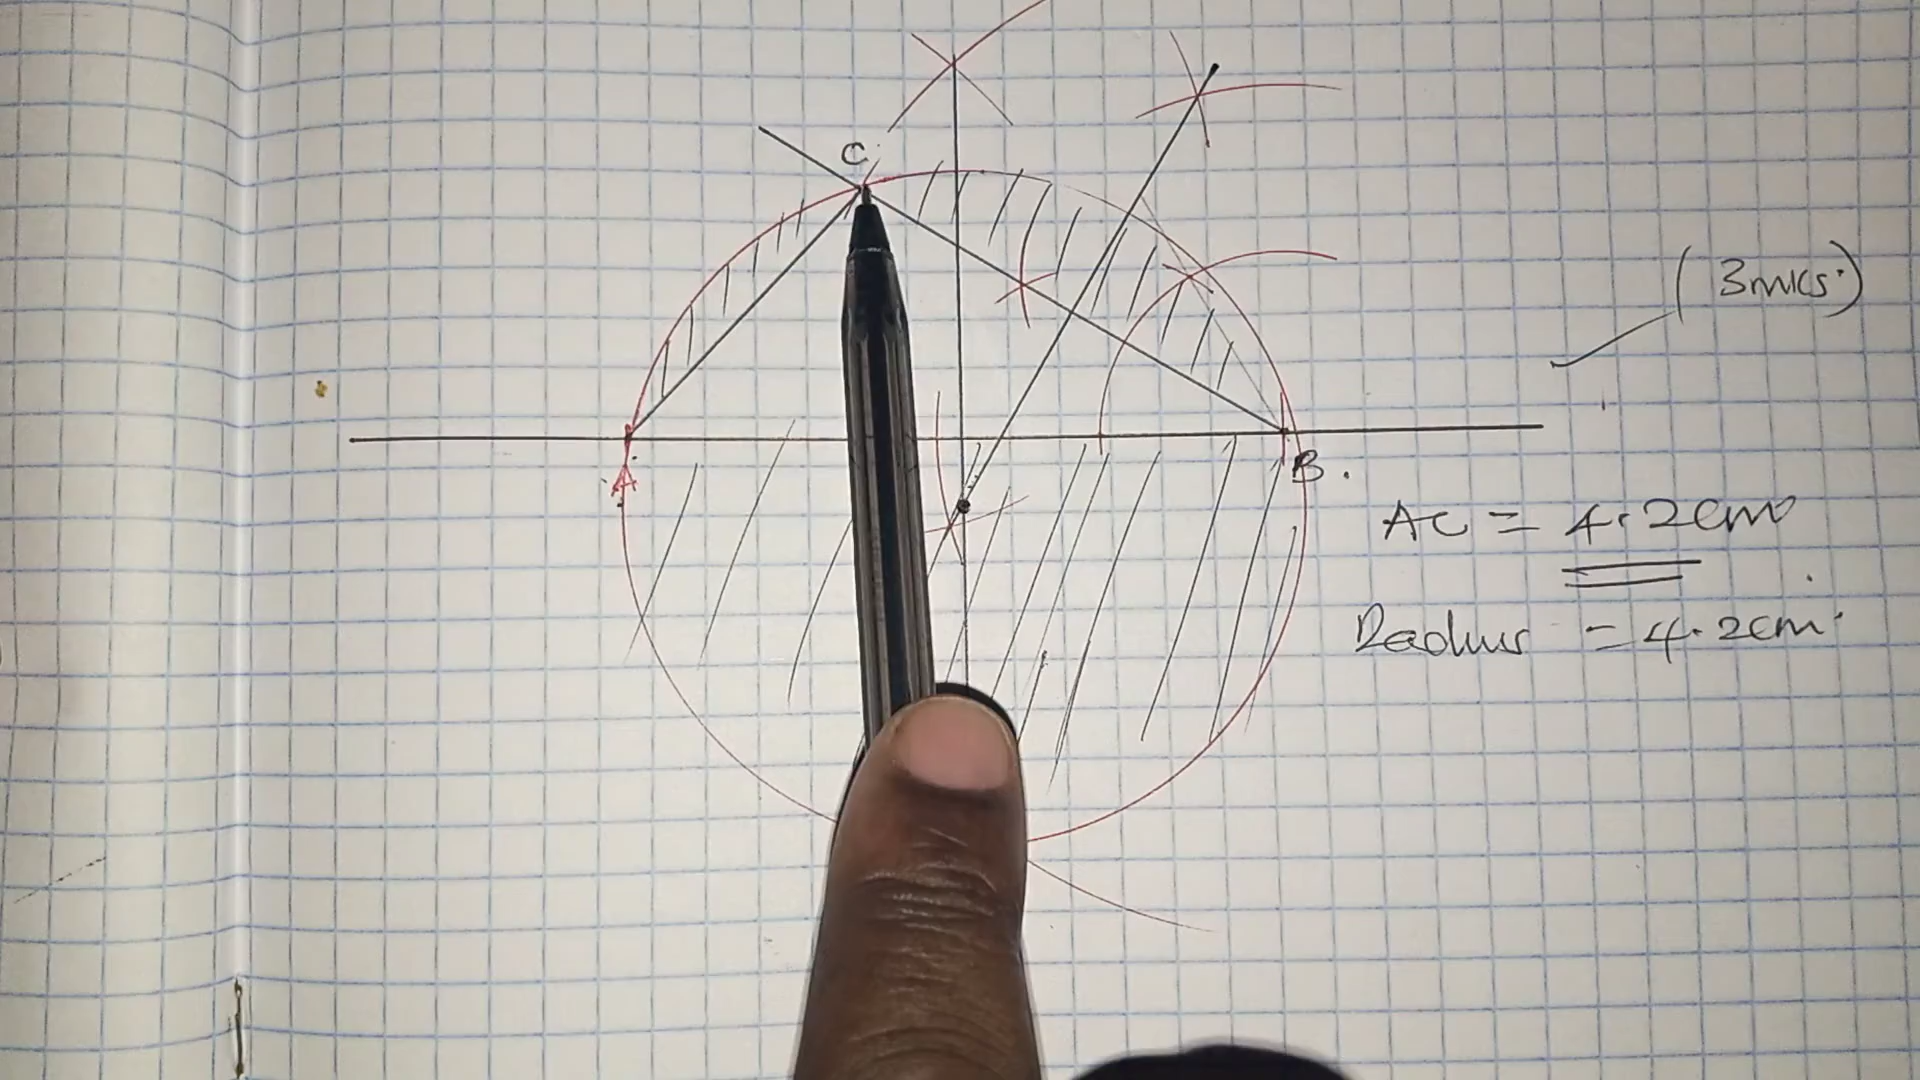 C
(3mks.)
A
B.
AC = 4.2cm
Radius = 4.2cm.